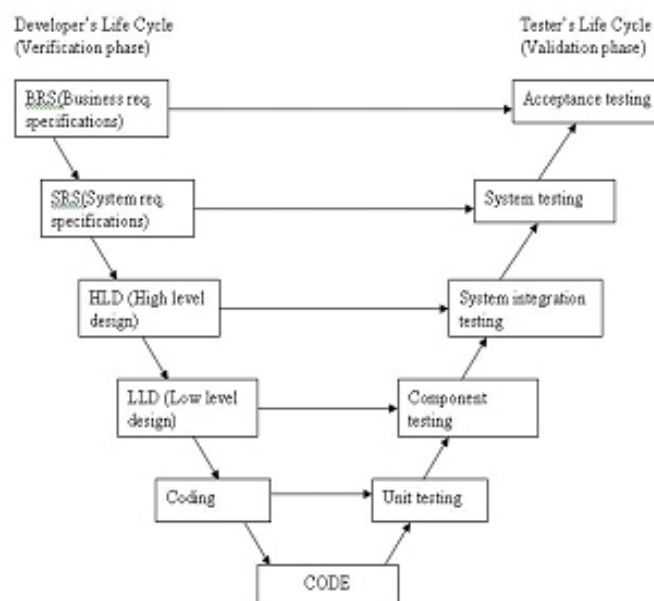 Developer's Life Cycle
(Verification phase)
Tester's Life Cycle
(Validation phase)
BRS(Business req.
specifications)
Acceptance testing
SRS(System req.
specifications)
System testing
HLD (High level
design)
System integration
testing
LLD (Low level
design)
Component
testing
Coding
Unit testing
CODE